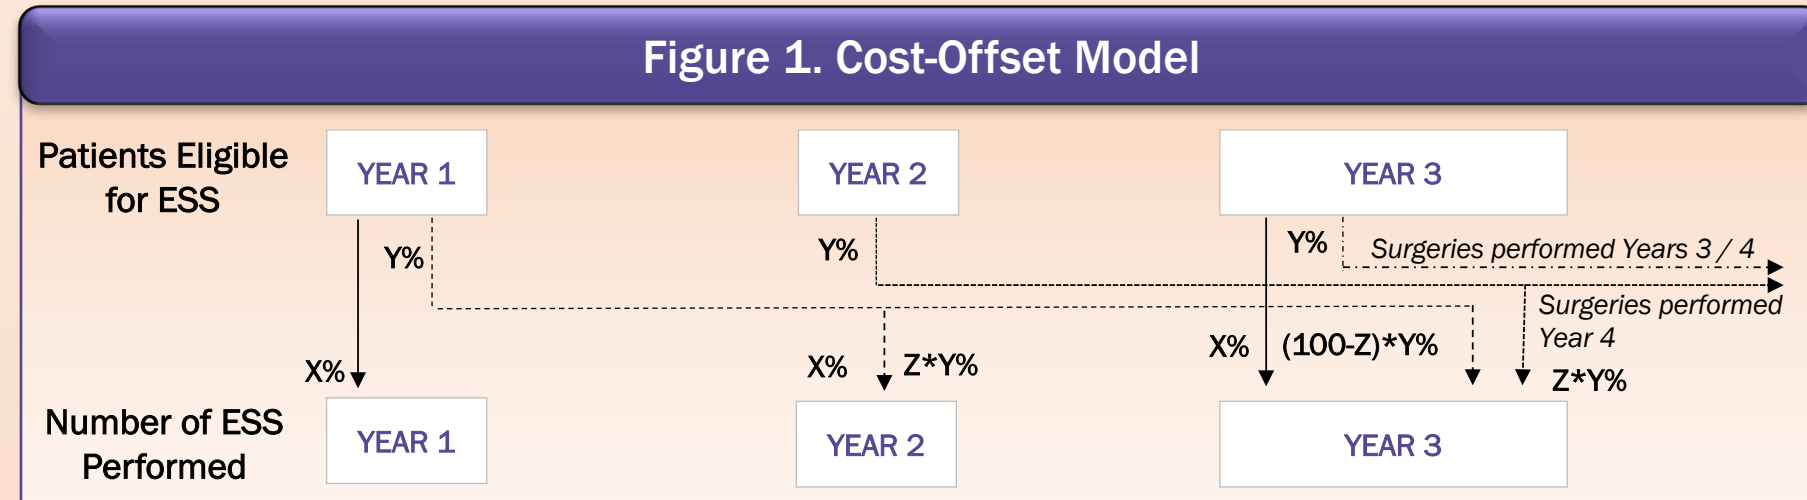 Figure 1. Cost-Offset Model
Patients Eligible
for ESS
YEAR 1
YEAR 2
YEAR 3
Y%
Y%
Y%
Surgeries performed Years 3 / 4
Surgeries performed
Year 4
X%
X%
Z*Y%
X%
(100-Z)*Y%
Z*Y%
Number of ESS
Performed
YEAR 1
YEAR 2
YEAR 3